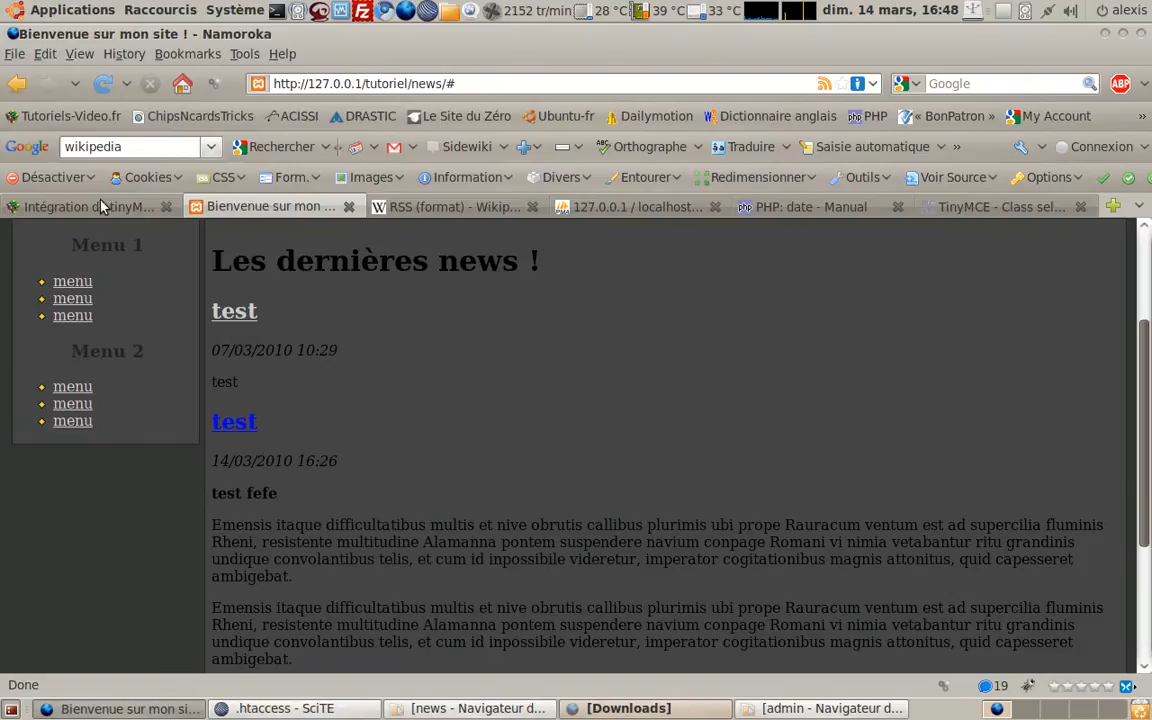 Applications Raccourcis Système 2152 tr/min 28 °C 39 °C 33 °C dim. 14 mars, 16:48 alexis
Bienvenue sur mon site ! - Namoroka
File Edit View History Bookmarks Tools Help
http://127.0.0.1/tutoriel/news/# Google ABP
Tutoriels-Video.fr ChipsNcardsTricks ACISSI DRASTIC Le Site du Zéro Ubuntu-fr Dailymotion Dictionnaire anglais php PHP « BonPatron » My Account »
Google wikipedia Rechercher Sidewiki Orthographe Traduire Saisie automatique » Connexion
Désactiver Cookies CSS Form. Images Information Divers Entourer Redimensionner Outils Voir Source Options
Intégration d tinyM... Bienvenue sur mon ... W RSS (format) - Wikip... PMA 127.0.0.1 / localhost... php PHP: date - Manual TinyMCE - Class sel...
Menu 1
menu
menu
menu
Menu 2
menu
menu
menu
Les dernières news !
test
07/03/2010 10:29
test
test
14/03/2010 16:26
test fefe
Emensis itaque difficultatibus multis et nive obrutis callibus plurimis ubi prope Rauracum ventum est ad supercilia fluminis
Rheni, resistente multitudine Alamanna pontem suspendere navium conpage Romani vi nimia vetabantur ritu grandinis
undique convolantibus telis, et cum id inpossibile videretur, imperator cogitationibus magnis attonitus, quid capesseret
ambigebat.
Emensis itaque difficultatibus multis et nive obrutis callibus plurimis ubi prope Rauracum ventum est ad supercilia fluminis
Rheni, resistente multitudine Alamanna pontem suspendere navium conpage Romani vi nimia vetabantur ritu grandinis
undique convolantibus telis, et cum id inpossibile videretur, imperator cogitationibus magnis attonitus, quid capesseret
ambigebat.
Done 19
Bienvenue sur mon si... .htaccess - SciTE [news - Navigateur d... [Downloads] [admin - Navigateur d...